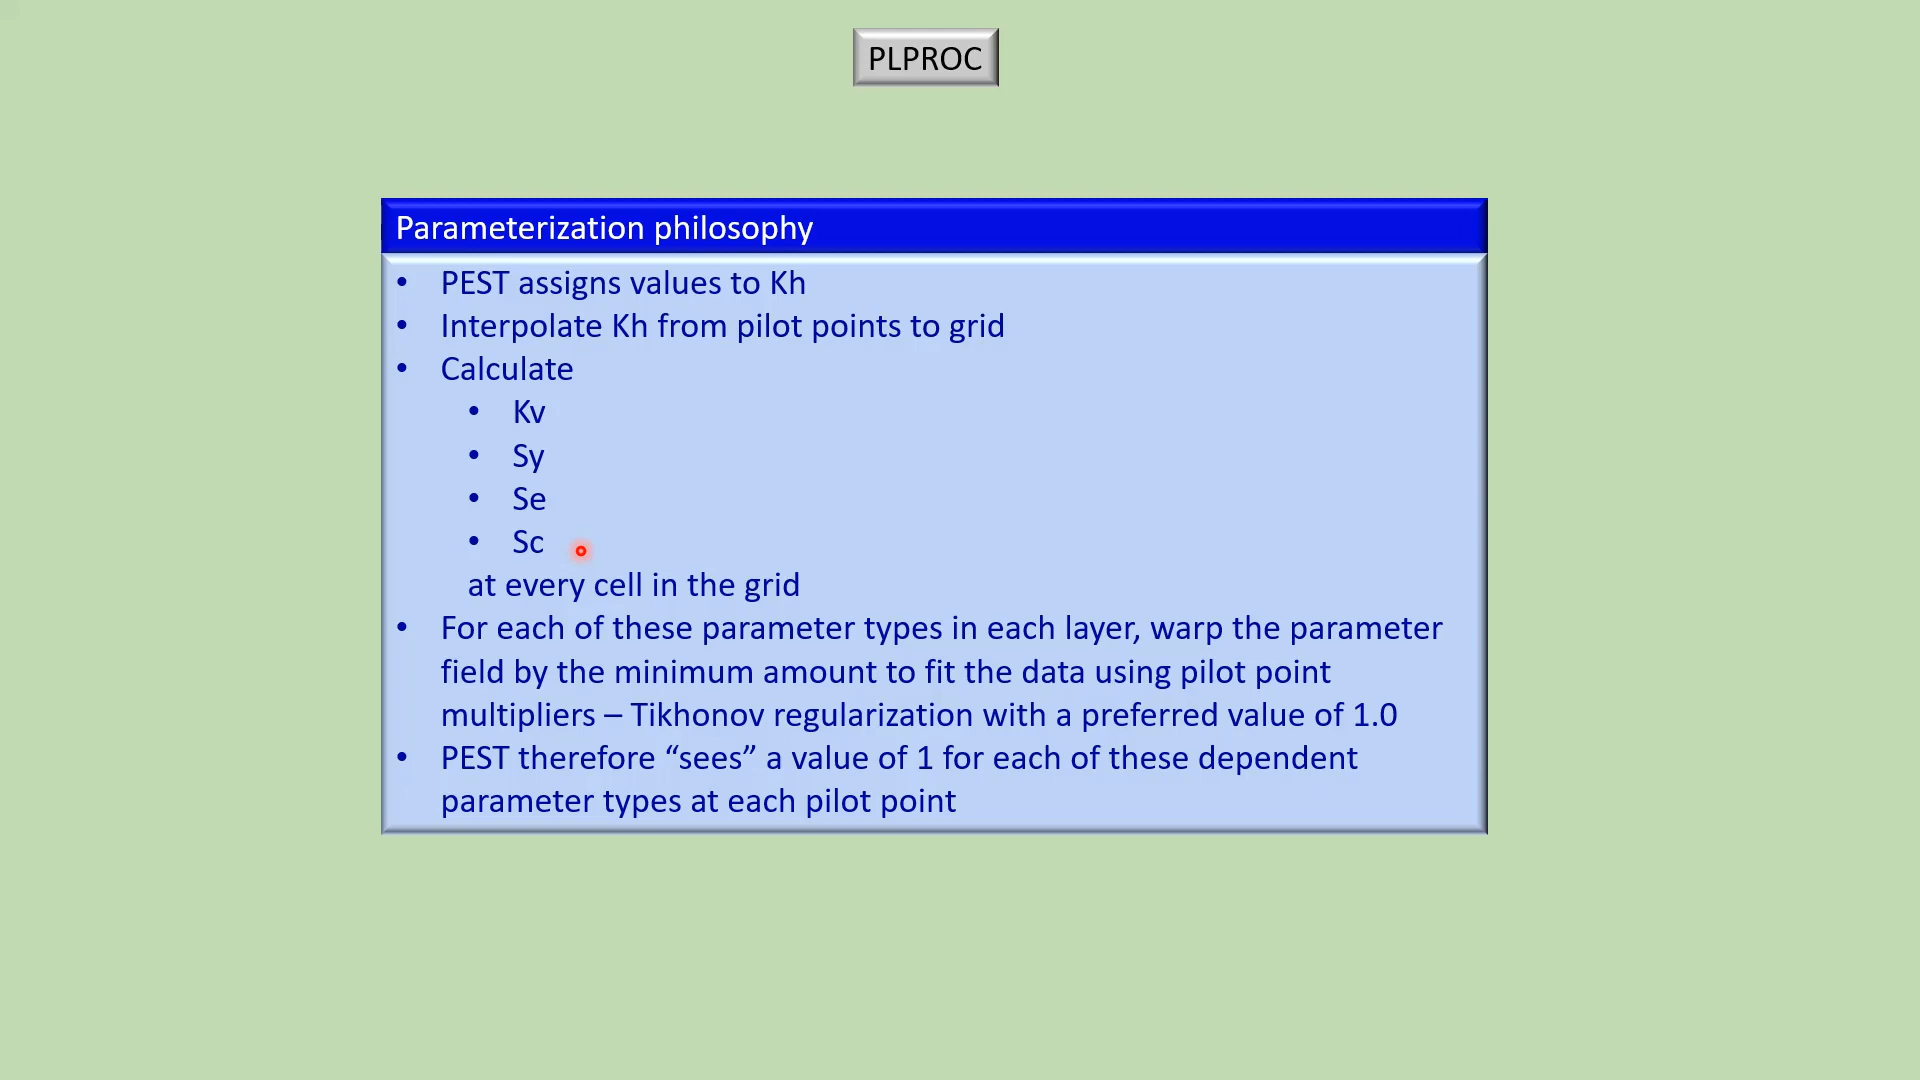 PLPROC
Parameterization philosophy
• PEST assigns values to Kh
• Interpolate Kh from pilot points to grid
• Calculate
• Kv
• Sy
• Se
• Sc
at every cell in the grid
• For each of these parameter types in each layer, warp the parameter
field by the minimum amount to fit the data using pilot point
multipliers – Tikhonov regularization with a preferred value of 1.0
• PEST therefore “sees” a value of 1 for each of these dependent
parameter types at each pilot point